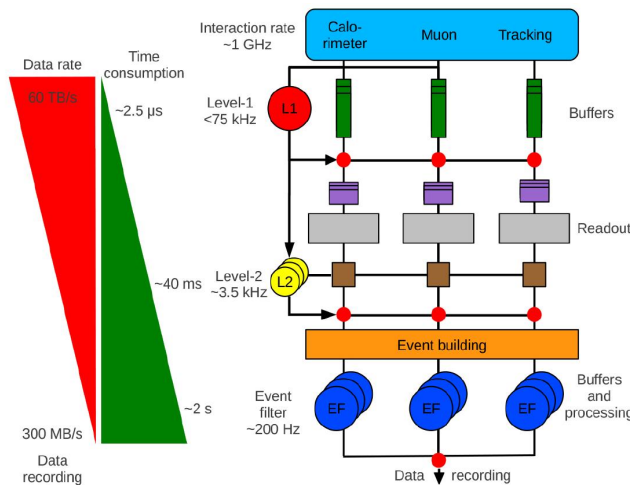 Data rate
Time
consumption
60 TB/s
~2.5 µs
~40 ms
~2 s
300 MB/s
Data
recording
Interaction rate
~1 GHz
Calo-
rimeter
Muon
Tracking
Level-1
<75 kHz
L1
Buffers
Readout
Level-2
~3.5 kHz
L2
Event building
Event
filter
~200 Hz
EF
EF
EF
Buffers
and
processing
Data recording